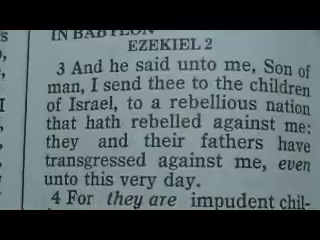 IN BABYLON
EZEKIEL 2
3 And he said unto me, Son of
man, I send thee to the children
of Israel, to a rebellious nation
that hath rebelled against me:
they and their fathers have
transgressed against me, even
unto this very day.
4 For they are impudent chil-